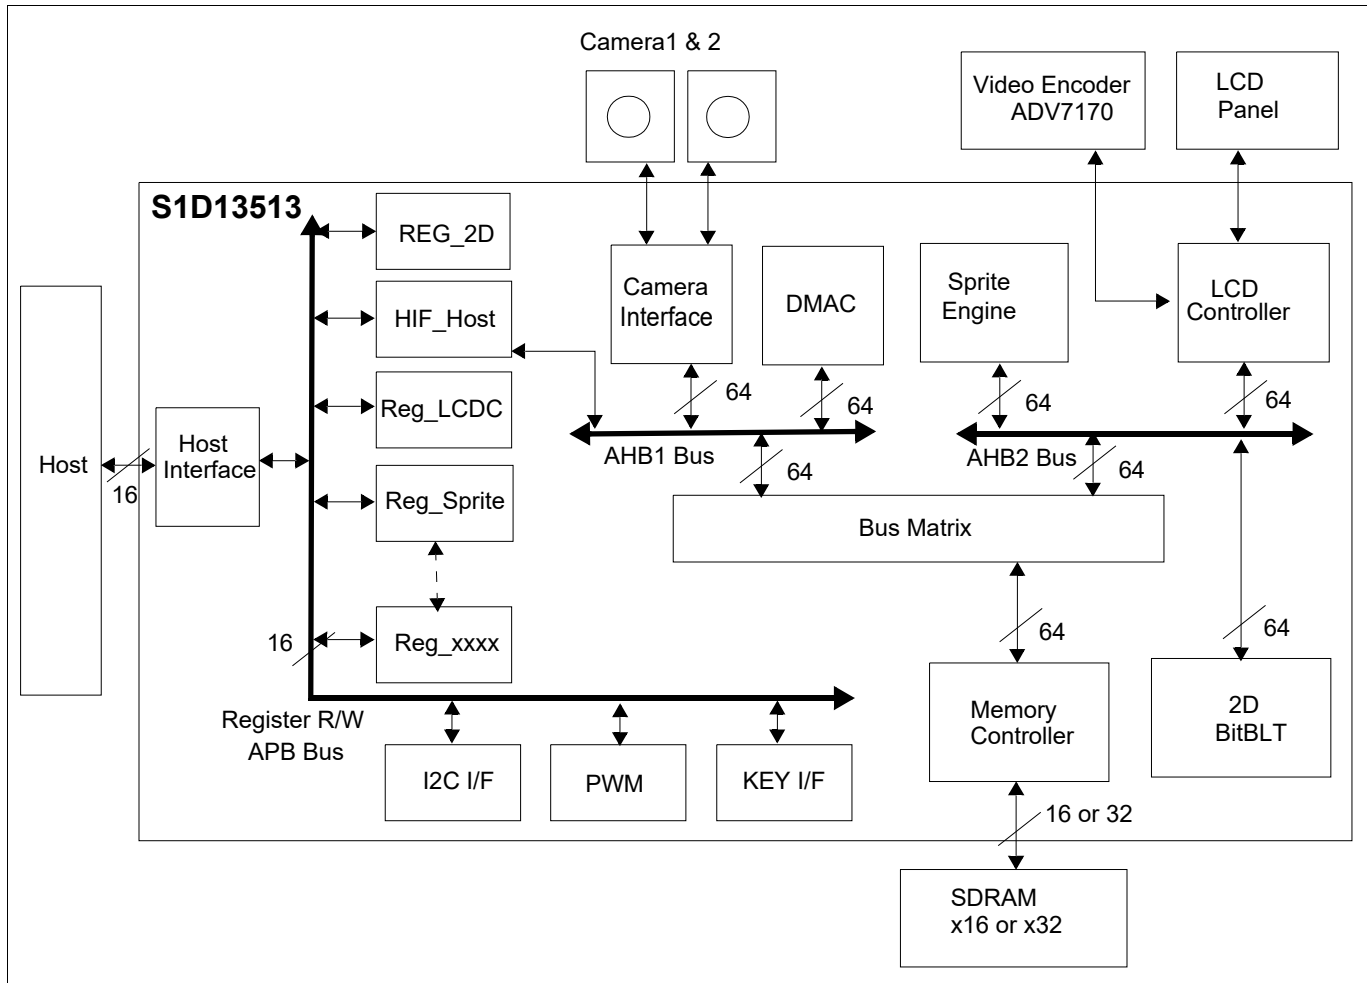 Camera1 & 2
Video Encoder
ADV7170
LCD
Panel
S1D13513
REG_2D
HIF_Host
Reg_LCDC
Reg_Sprite
Reg_xxxx
Host
16
Host
Interface
16
Register R/W
APB Bus
Camera
Interface
DMAC
Sprite
Engine
LCD
Controller
64
64
64
64
AHB1 Bus
64
AHB2 Bus
64
Bus Matrix
64
64
Memory
Controller
2D
BitBLT
I2C I/F
PWM
KEY I/F
16 or 32
SDRAM
x16 or x32